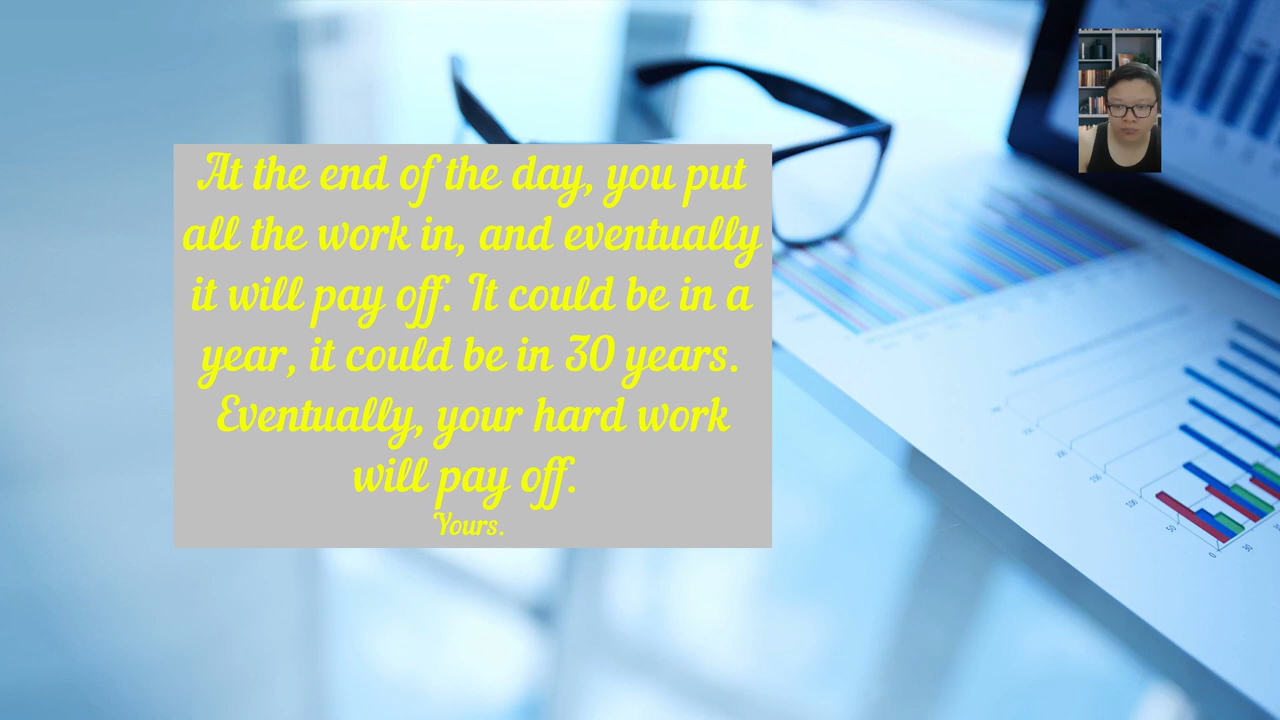 At the end of the day, you put
all the work in, and eventually
it will pay off. It could be in a
year, it could be in 30 years.
Eventually, your hard work
will pay off.
Yours.